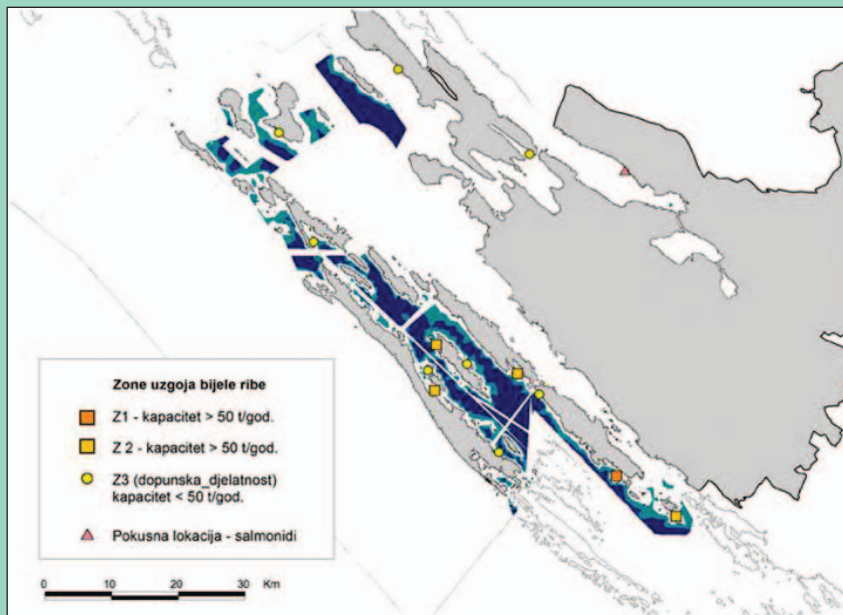 Zone uzgoja bijele ribe
Z1 - kapacitet > 50 t/god.
Z 2 - kapacitet > 50 t/god.
Z3 (dopunska_djelatnost)
kapacitet < 50 t/god.
Pokusna lokacija - salmonidi
0 10 20 30 Km